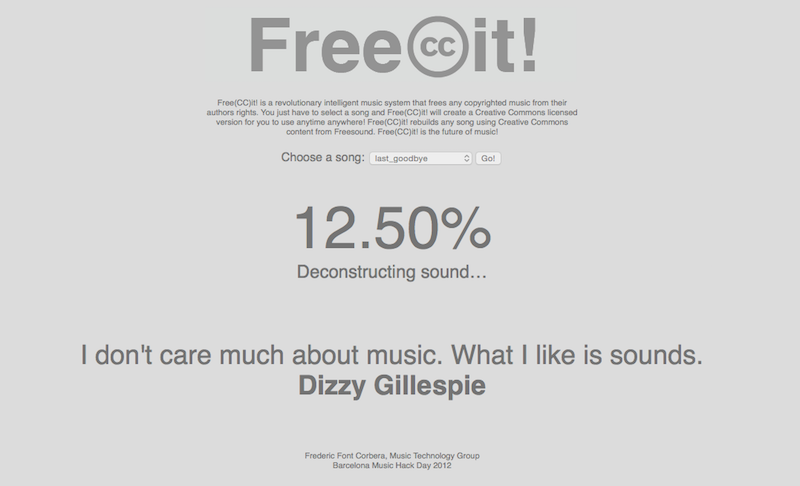 Free cc it!
Free(CC)it! is a revolutionary intelligent music system that frees any copyrighted music from their
authors rights. You just have to select a song and Free(CC)it! will create a Creative Commons licensed
version for you to use anytime anywhere! Free(CC)it! rebuilds any song using Creative Commons
content from Freesound. Free(CC)it! is the future of music!
Choose a song: last_goodbye Go!
12.50%
Deconstructing sound...
I don't care much about music. What I like is sounds.
Dizzy Gillespie
Frederic Font Corbera, Music Technology Group
Barcelona Music Hack Day 2012